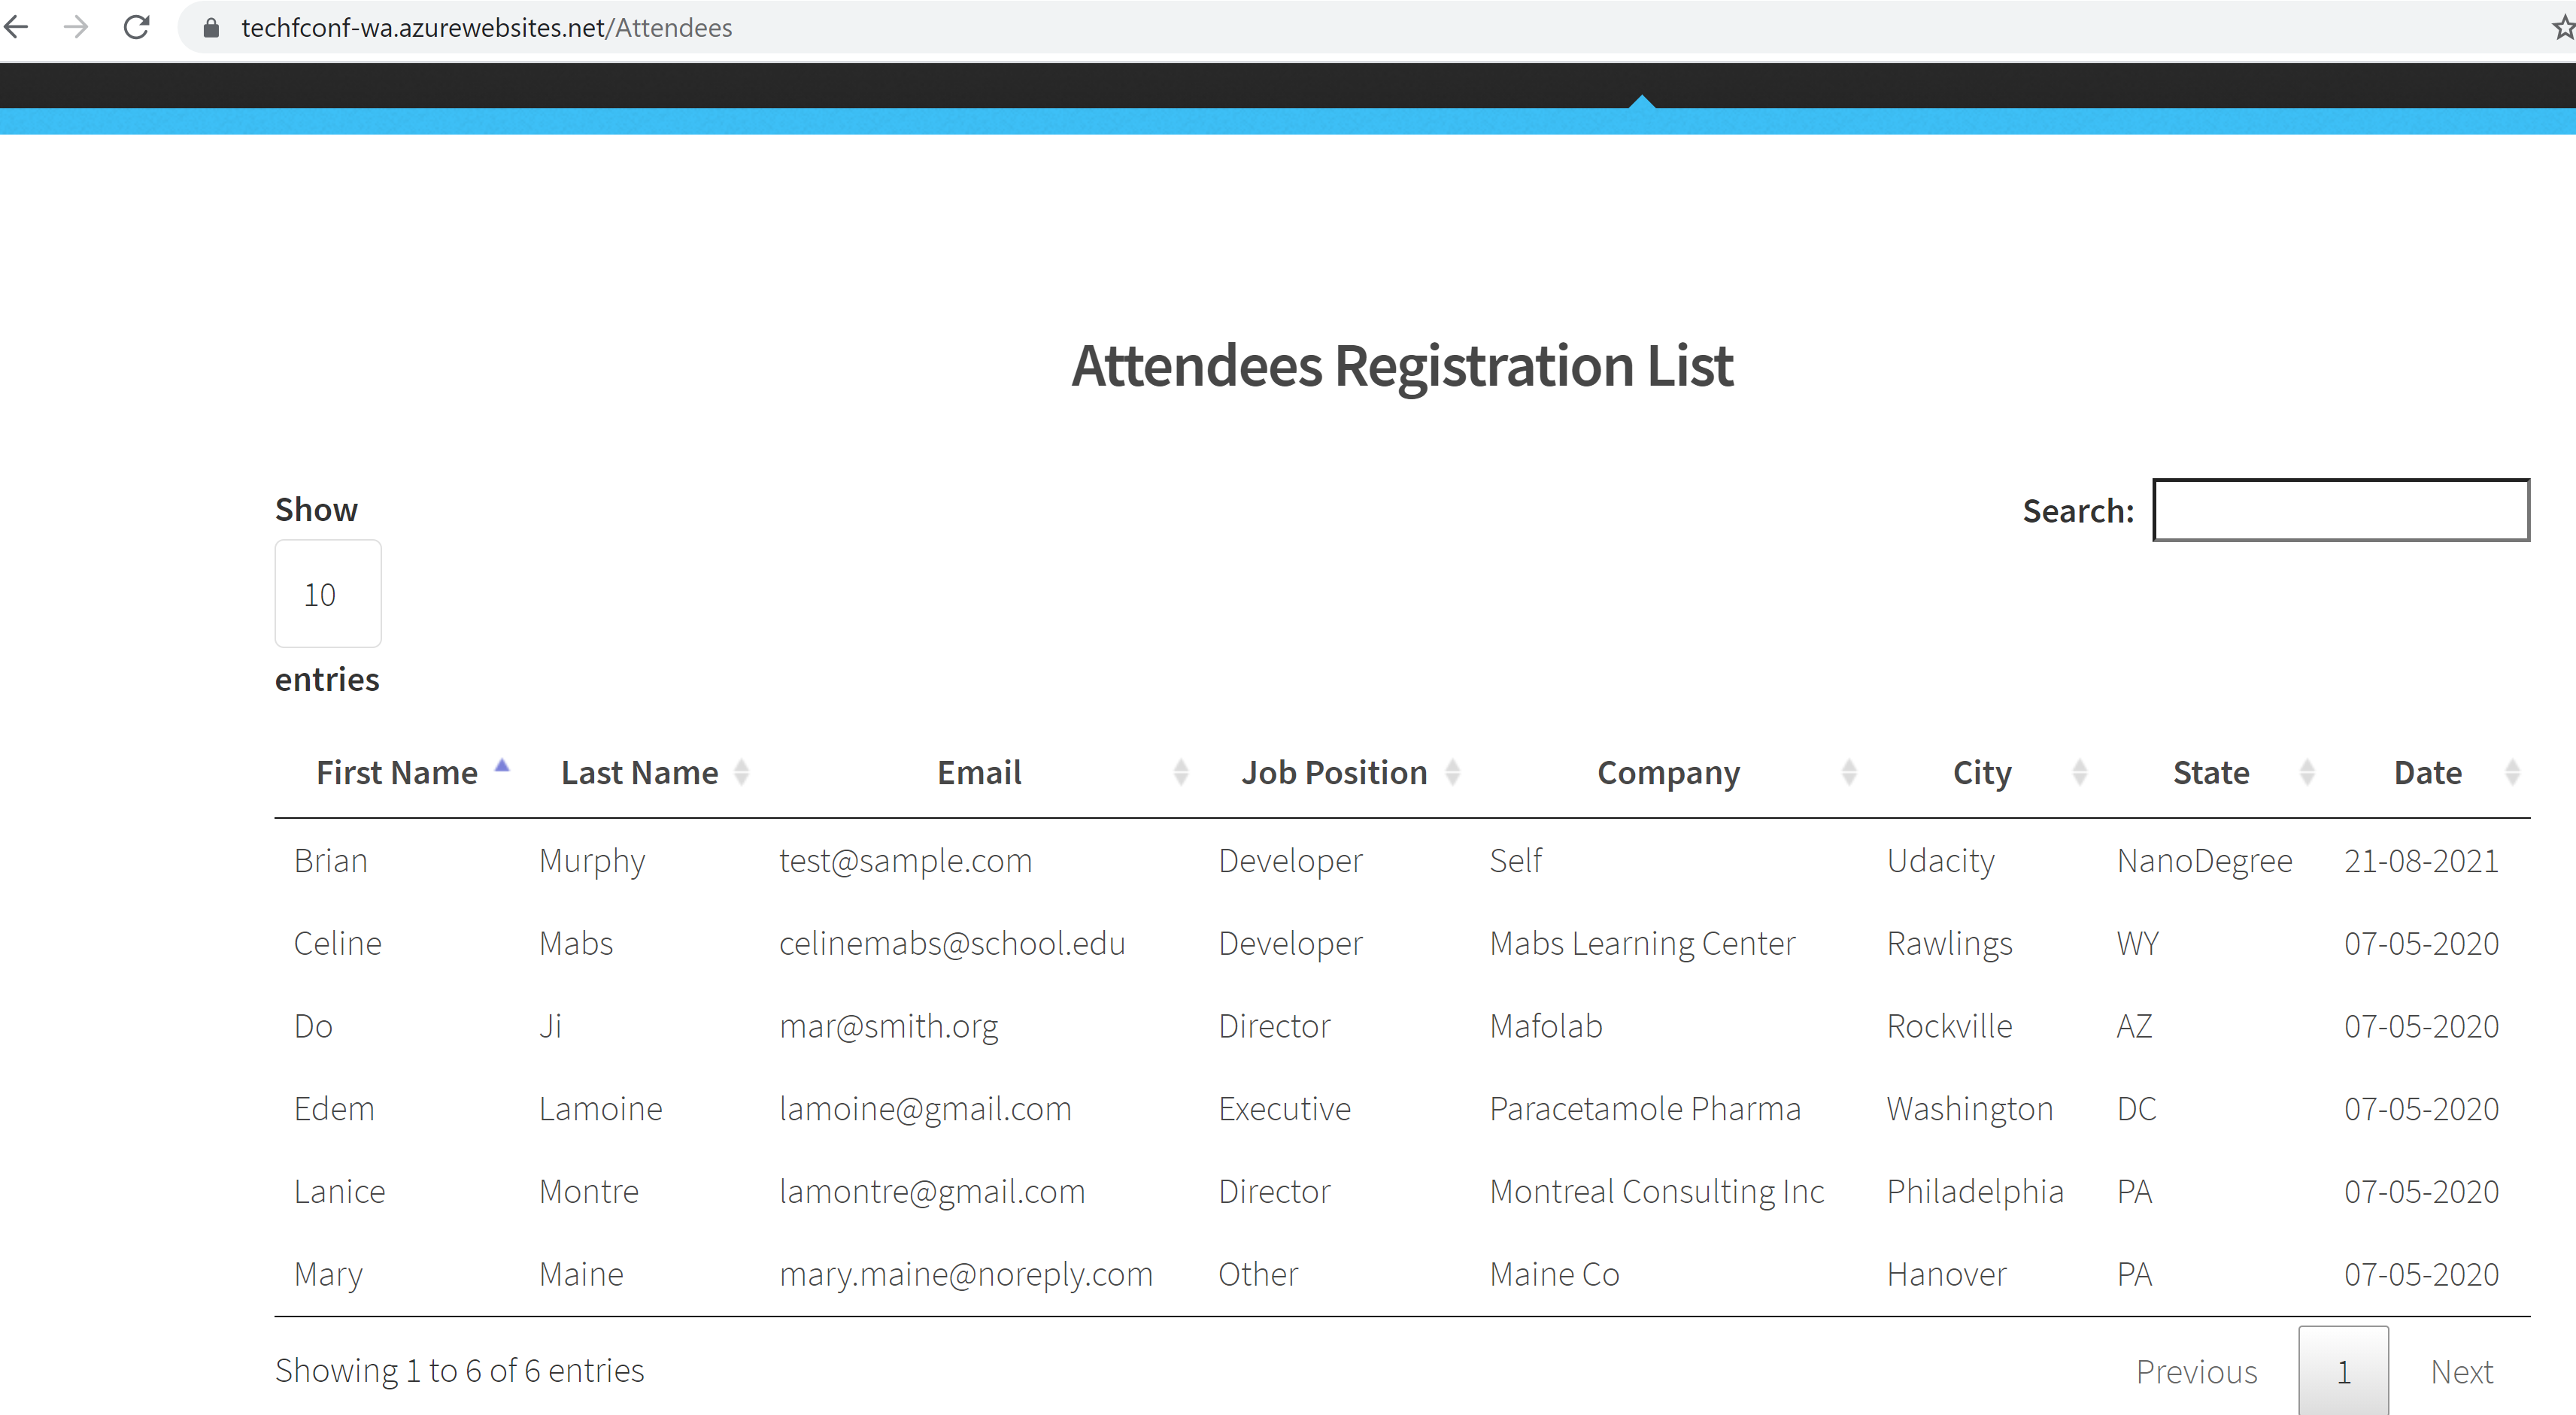 techfconf-wa.azurewebsites.net/Attendees
Attendees Registration List
Show
Search:
10
entries
First Name Last Name Email Job Position Company City State Date
Brian Murphy test@sample.com Developer Self Udacity NanoDegree 21-08-2021
Celine Mabs celinemabs@school.edu Developer Mabs Learning Center Rawlings WY 07-05-2020
Do Ji mar@smith.org Director Mafolab Rockville AZ 07-05-2020
Edem Lamoine lamoine@gmail.com Executive Paracetamole Pharma Washington DC 07-05-2020
Lanice Montre lamontre@gmail.com Director Montreal Consulting Inc Philadelphia PA 07-05-2020
Mary Maine mary.maine@noreply.com Other Maine Co Hanover PA 07-05-2020
Showing 1 to 6 of 6 entries Previous 1 Next